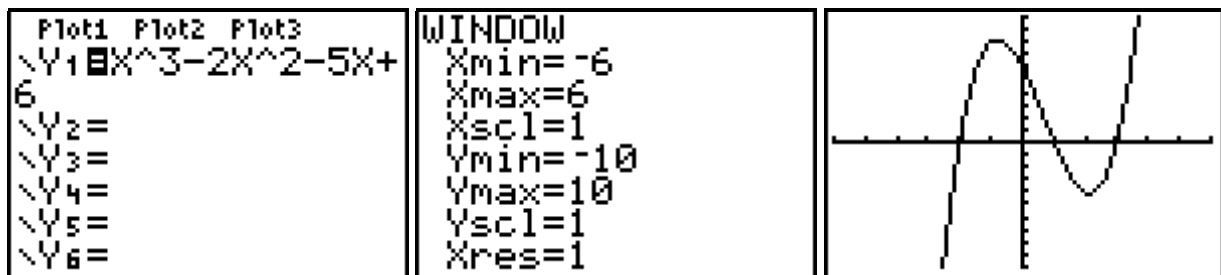 Plot1 Plot2 Plot3
\Y1=X^3-2X^2-5X+
6
\Y2=
\Y3=
\Y4=
\Y5=
\Y6=
WINDOW
Xmin=-6
Xmax=6
Xscl=1
Ymin=-10
Ymax=10
Yscl=1
Xres=1